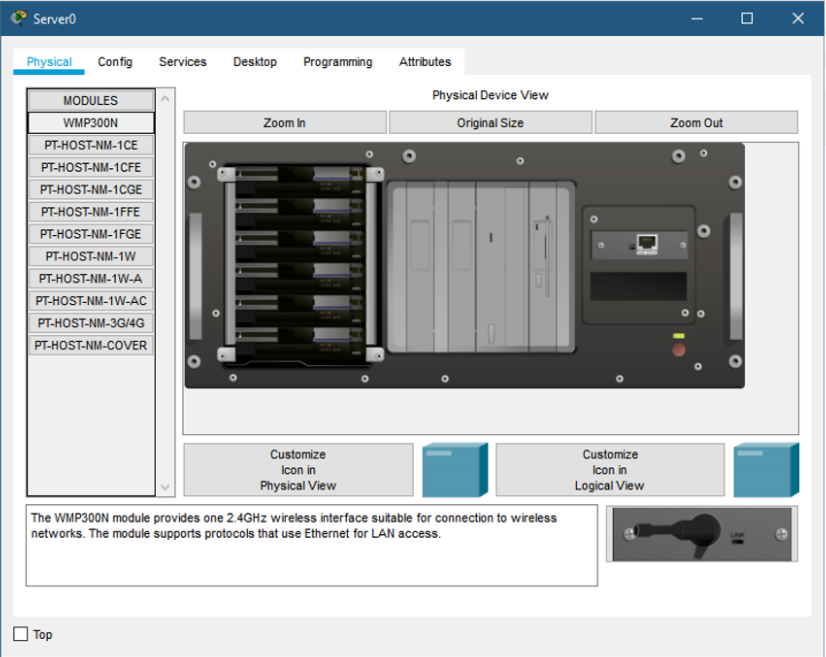 Server0
Physical Config Services Desktop Programming Attributes
MODULES
WMP300N
PT-HOST-NM-1CE
PT-HOST-NM-1CFE
PT-HOST-NM-1CGE
PT-HOST-NM-1FFE
PT-HOST-NM-1FGE
PT-HOST-NM-1W
PT-HOST-NM-1W-A
PT-HOST-NM-1W-AC
PT-HOST-NM-3G/4G
PT-HOST-NM-COVER
Physical Device View
Zoom In Original Size Zoom Out
Customize
Icon in
Physical View
Customize
Icon in
Logical View
The WMP300N module provides one 2.4GHz wireless interface suitable for connection to wireless
networks. The module supports protocols that use Ethernet for LAN access.
LINK
Top